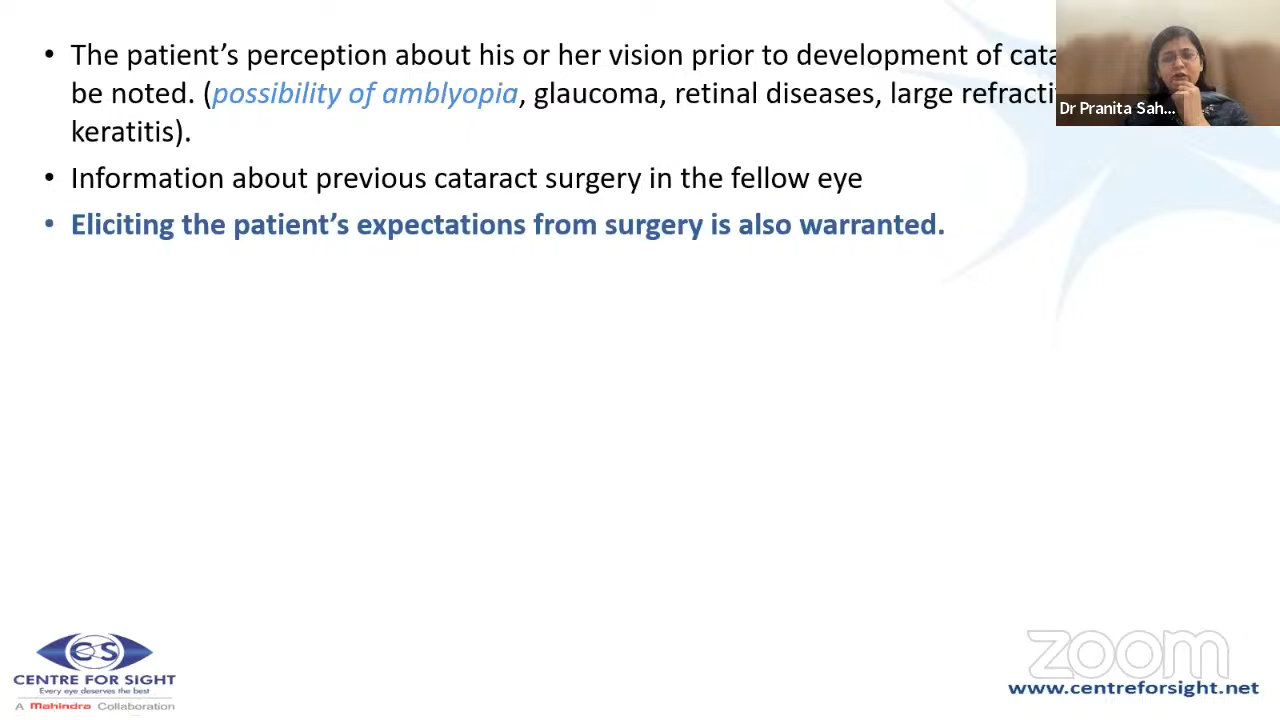 • The patient’s perception about his or her vision prior to development of
be noted. (possibility of amblyopia, glaucoma, retinal diseases, large
keratitis).
• Information about previous cataract surgery in the fellow eye
• Eliciting the patient’s expectations from surgery is also warranted.
Dr Pranita Sah...
CS
CENTRE FOR SIGHT
Every eye deserves the best
A Mahindra Collaboration
zoom
www.centreforsight.net